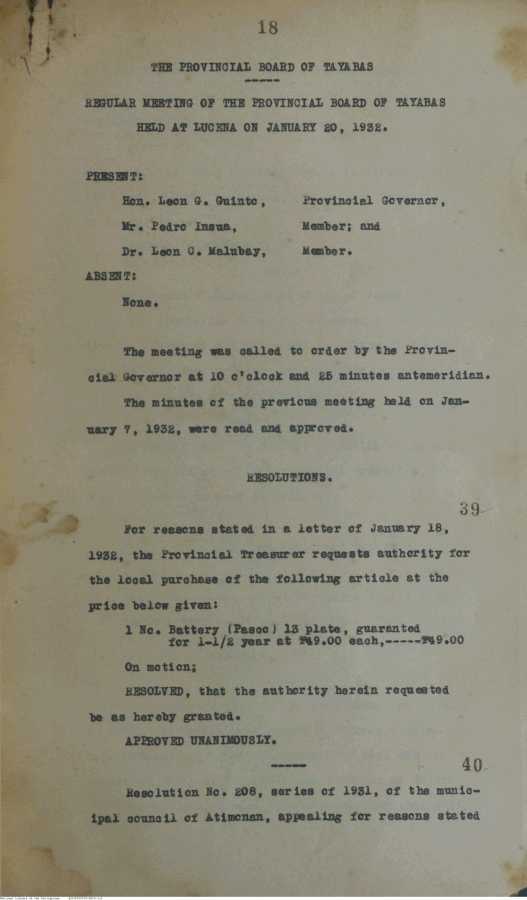 18
THE PROVINCIAL BOARD OF TAYABAS
-----
REGULAR MEETING OF THE PROVINCIAL BOARD OF TAYABAS
HELD AT LUCENA ON JANUARY 20, 1932.
PRESENT:
Hon. Leon G. Guinto, Provincial Governor,
Mr. Pedro Insua, Member; and
Dr. Leon C. Malubay, Member.
ABSENT:
None.
The meeting was called to order by the Provin-
cial Governor at 10 o'clock and 25 minutes antemeridian.
The minutes of the previous meeting held on Jan-
uary 7, 1932, were read and approved.
RESOLUTIONS.
39
For reasons stated in a letter of January 18,
1932, the Provincial Treasurer requests authority for
the local purchase of the following article at the
price below given:
1 No. Battery (Pasco) 13 plate, guaranted
for 1-1/2 year at ₱49.00 each,-----₱49.00
On motion;
RESOLVED, that the authority herein requested
be as hereby granted.
APPROVED UNANIMOUSLY.
-----
40
Resolution No. 208, series of 1931, of the munic-
ipal council of Atimonan, appealing for reasons stated